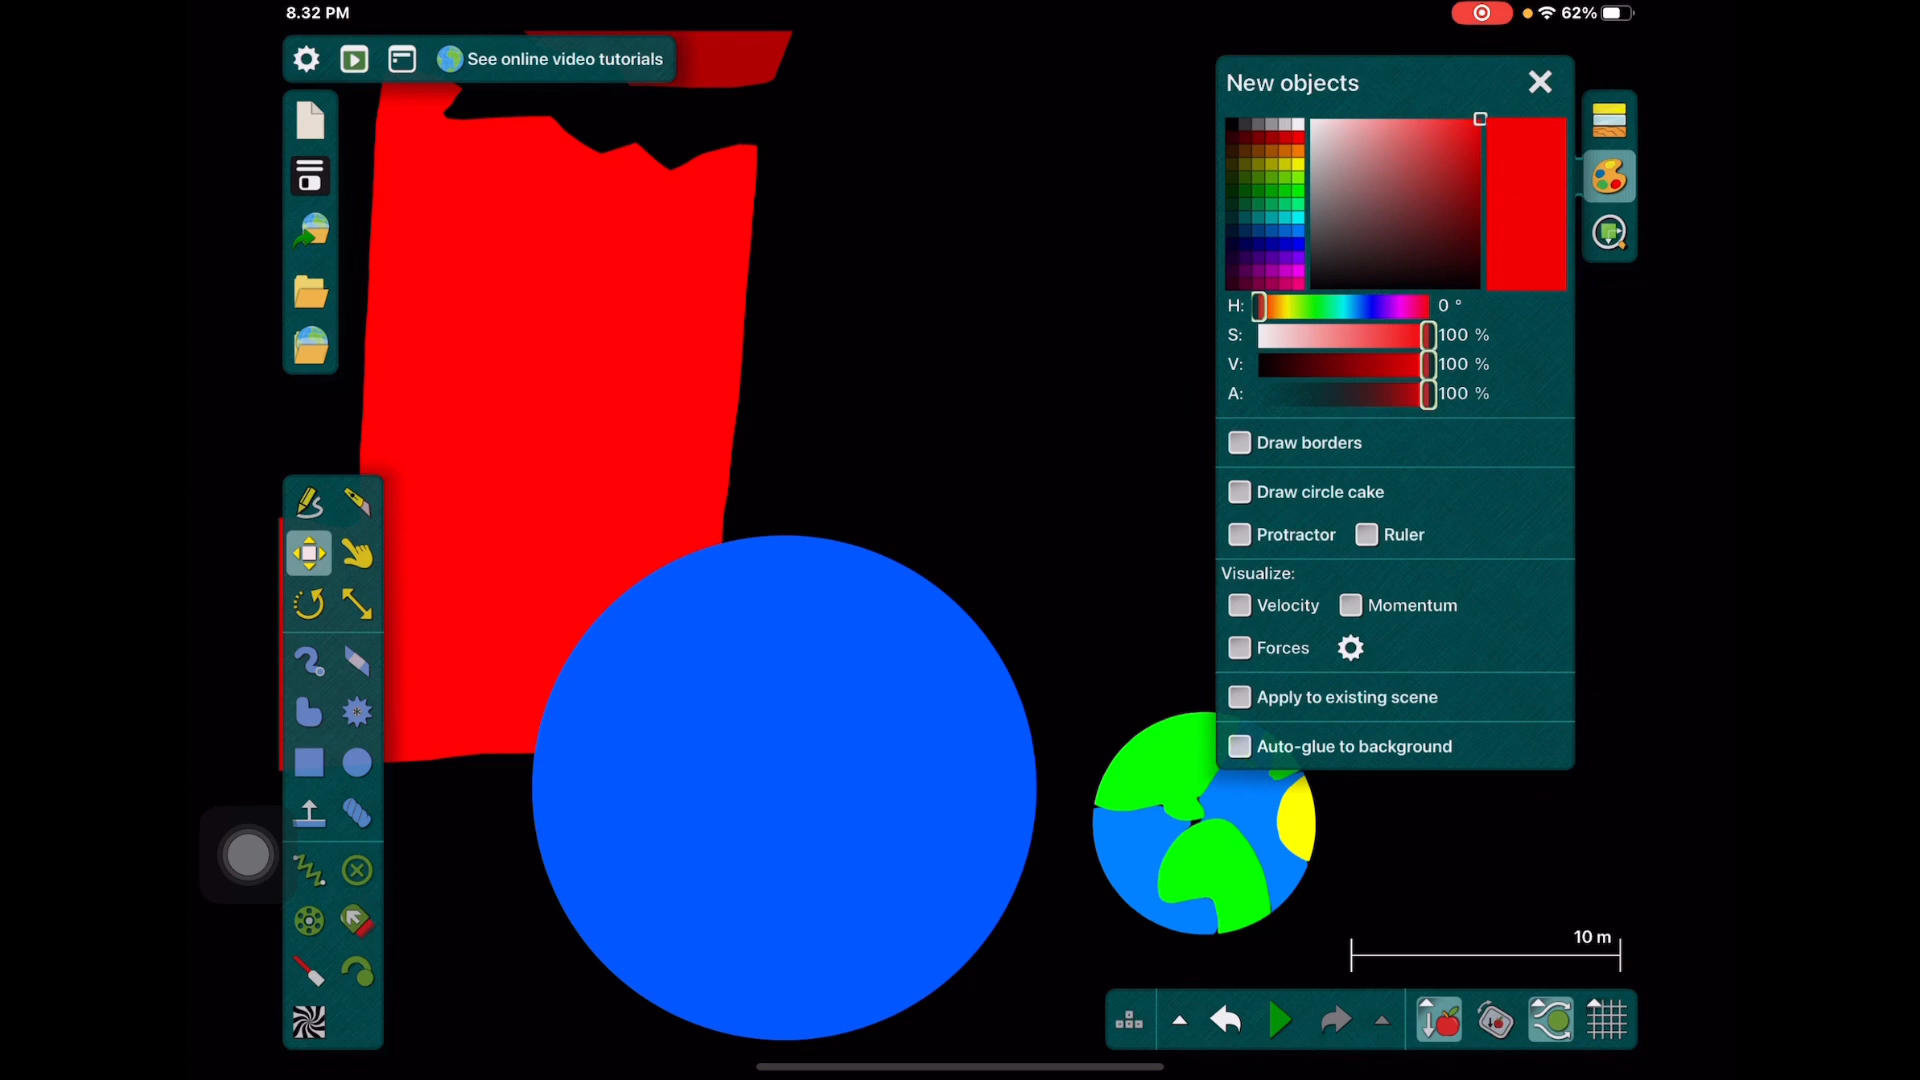 8.32 PM
62%
See online video tutorials
New objects
H: 0 °
S: 100 %
V: 100 %
A: 100 %
Draw borders
Draw circle cake
Protractor Ruler
Visualize:
Velocity Momentum
Forces
Apply to existing scene
Auto-glue to background
10 m